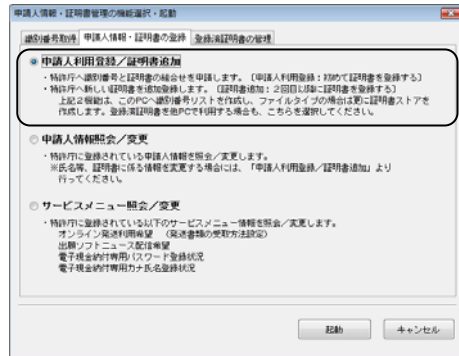 申請人情報・証明書管理の機能選択・起動
識別番号取得 申請人情報・証明書の登録 登録済証明書の管理
申請人利用登録/証明書追加
・特許庁へ識別番号と証明書の組合せを申請します。〔申請人利用登録:初めて証明書を登録する〕
・特許庁へ新しい証明書を追加登録します。〔証明書追加:2回目以降に証明書を登録する〕
上記2機能は、このPCへ識別番号リストを作成し、ファイルタイプの場合は更に証明書ストアを
作成します。登録済証明書を他PCで利用する場合も、こちらを選択してください。
申請人情報照会/変更
・特許庁に登録されている申請人情報を照会/変更します。
※氏名等、証明書に係る情報を変更する場合には、「申請人利用登録/証明書追加」より
行ってください。
サービスメニュー照会/変更
・特許庁に登録されている以下のサービスメニュー情報を照会/変更します。
オンライン発送利用希望 (発送書類の受取方法設定)
出願ソフトニュース配信希望
電子現金納付専用パスワード登録状況
電子現金納付専用カナ氏名登録状況
起動 キャンセル